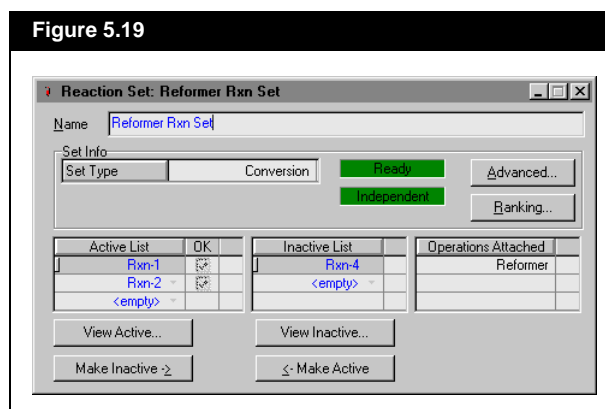 Figure 5.19
Reaction Set: Reformer Rxn Set
Name Reformer Rxn Set
Set Info
Set Type Conversion Ready Advanced...
Independent Ranking...
Active List OK Inactive List Operations Attached
Rxn-1 Rxn-4 Reformer
Rxn-2 <empty>
<empty>
View Active... View Inactive...
Make Inactive -> <- Make Active